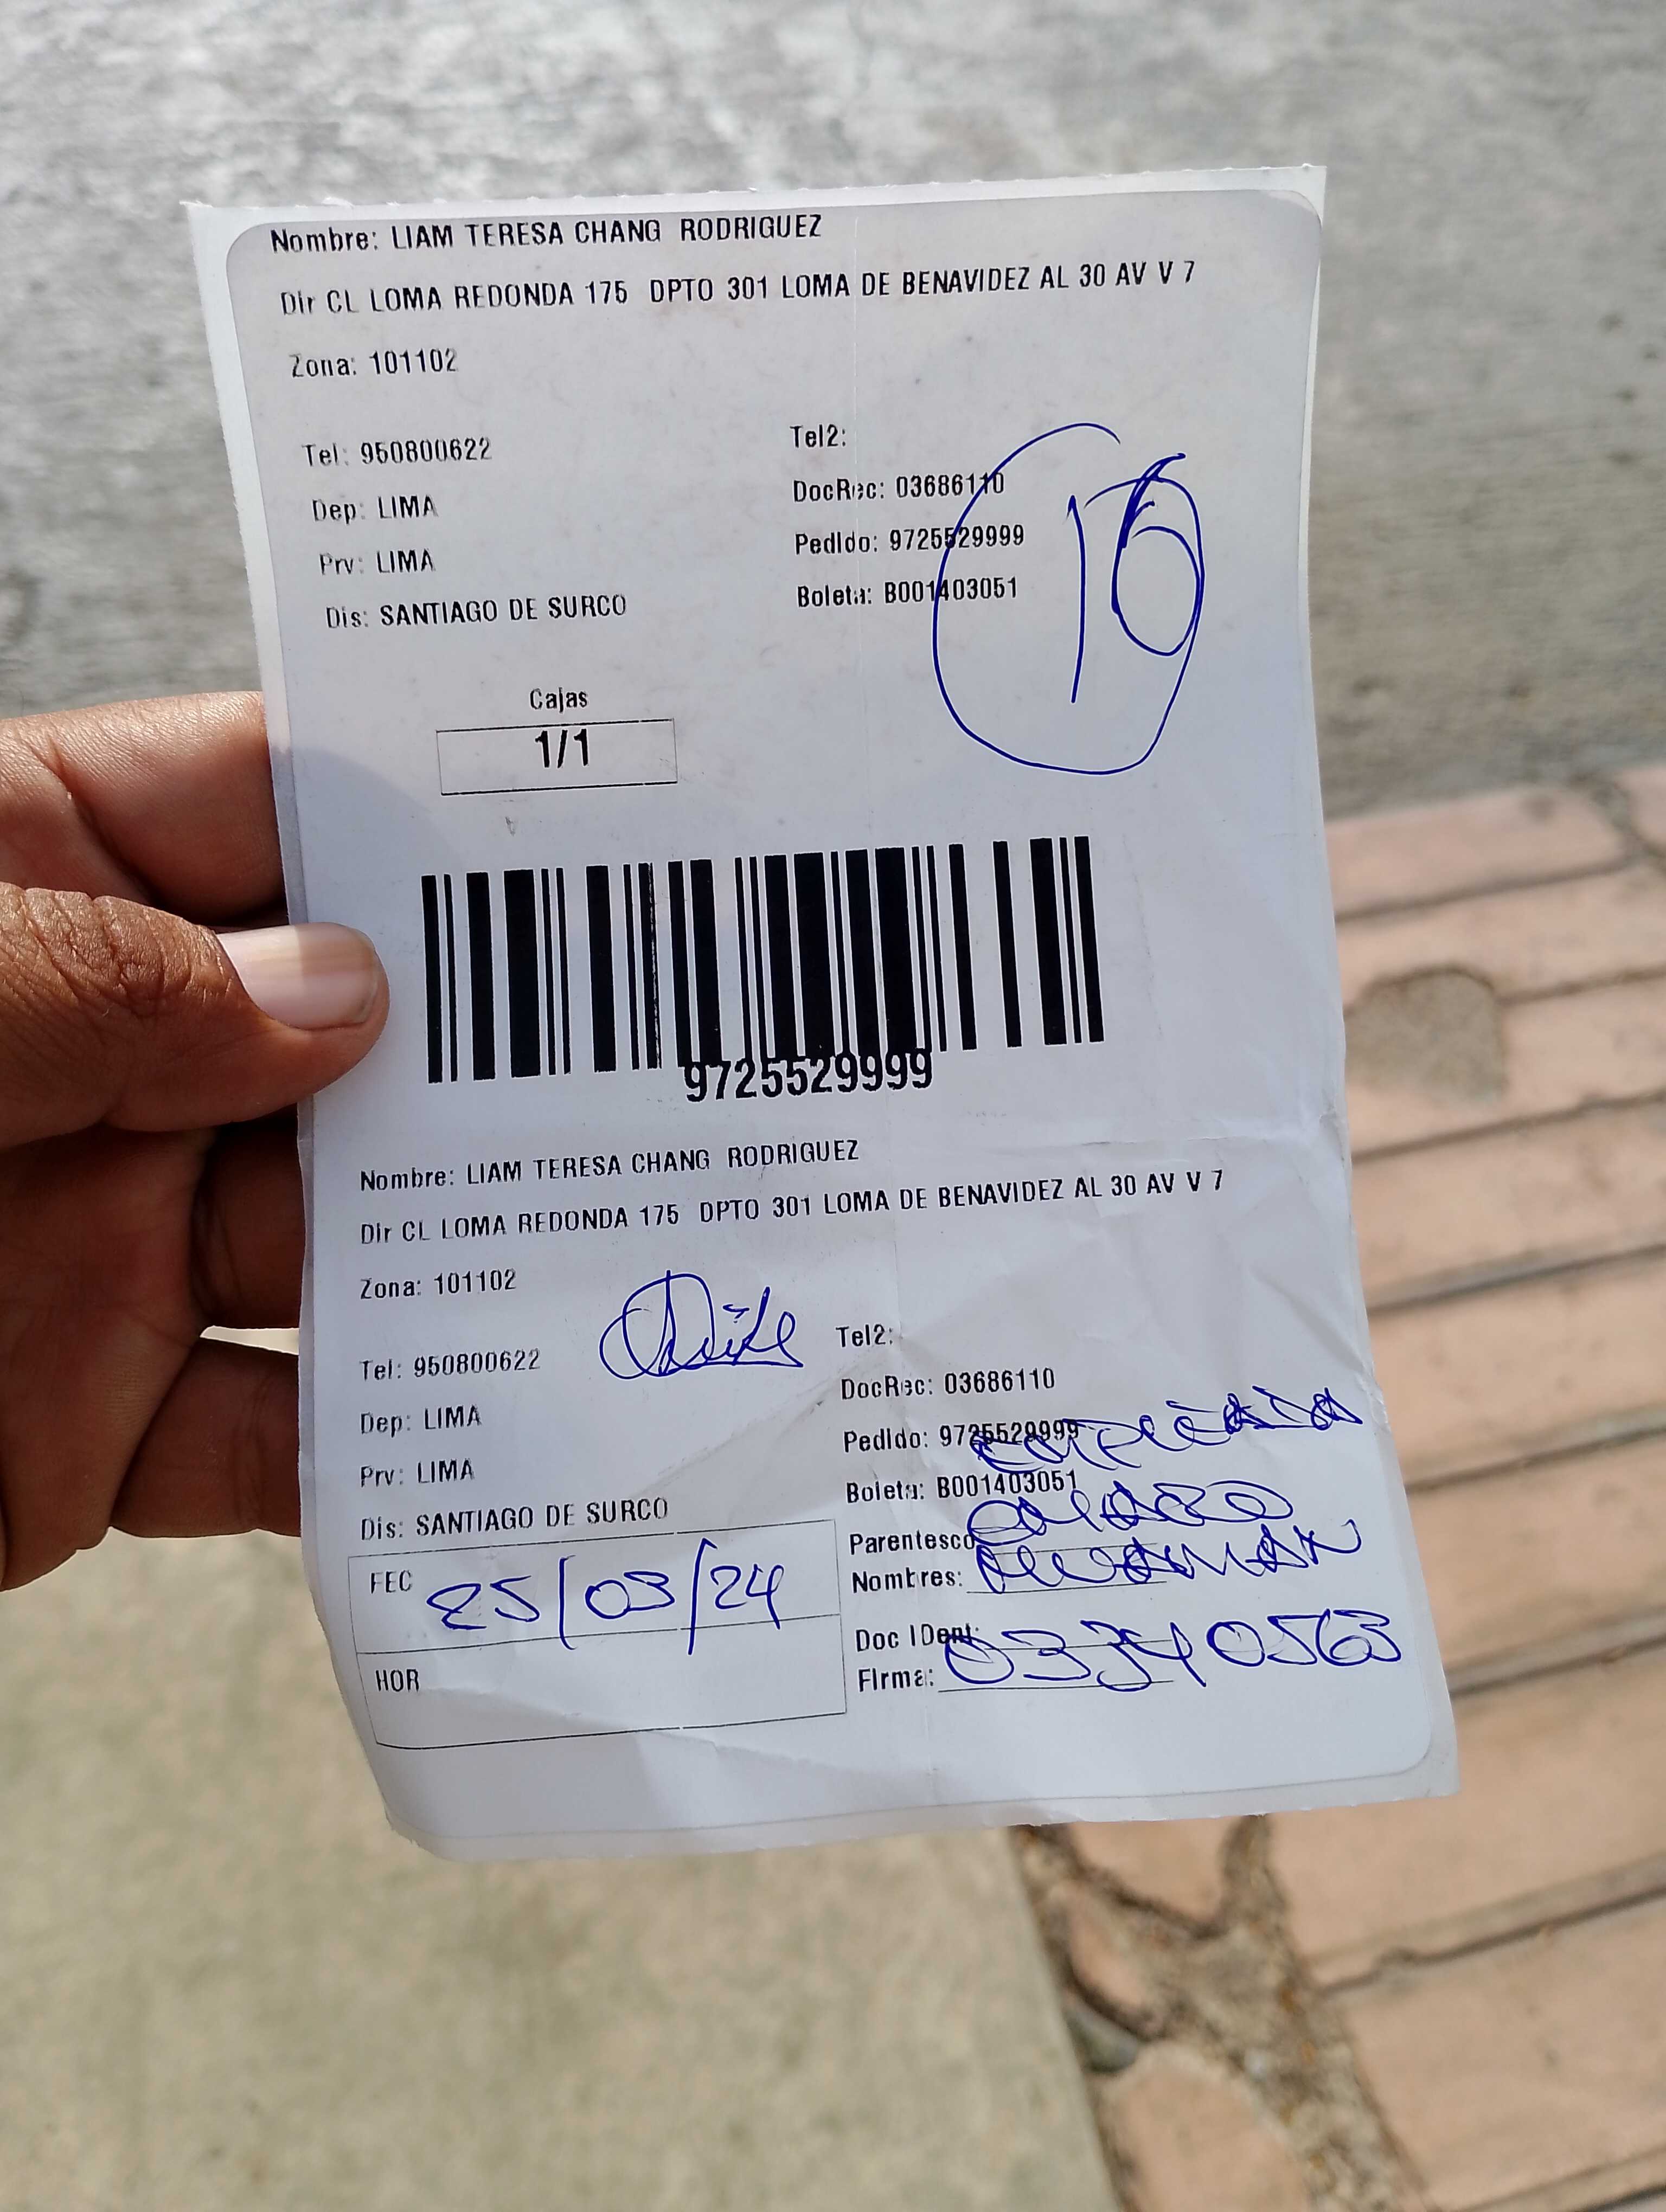 Nombre: LIAM TERESA CHANG RODRIGUEZ
Dir CL LOMA REDONDA 175 DPTO 301 LOMA DE BENAVIDEZ AL 30 AV V 7
Zona: 101102
Tel: 950800622
Dep: LIMA
Prv: LIMA
Dis: SANTIAGO DE SURCO
Tel2:
DocRec: 03686110
Pedido: 9725529999
Boleta: B001403051
16
Cajas
1/1
9725529999
Nombre: LIAM TERESA CHANG RODRIGUEZ
Dir CL LOMA REDONDA 175 DPTO 301 LOMA DE BENAVIDEZ AL 30 AV V 7
Zona: 101102
Tel: 950800622
Dep: LIMA
Prv: LIMA
Dis: SANTIAGO DE SURCO
Tel2:
DocRec: 03686110
Pedido: 9725529999
empleada
Boleta: B001403051
Parentesco
Nombres:
Doc IDent:
Firma:
FEC 25/03/24
HOR